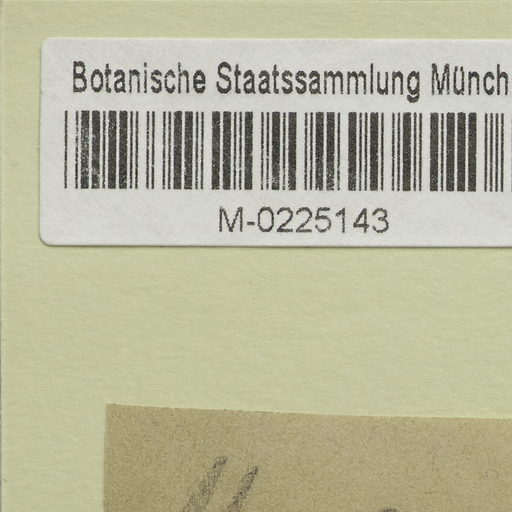 Botanische Staatssammlung Münch
M-0225143